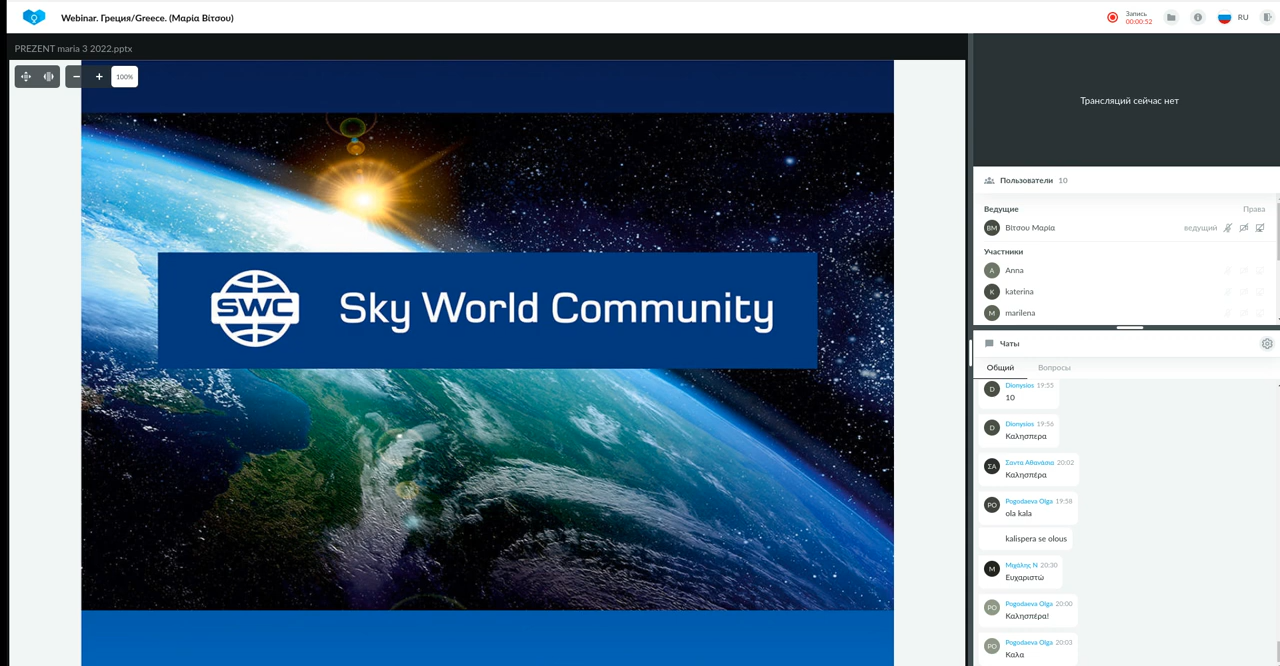 Webinar. Греция/Greece. (Μαρία Βίτσου)
Запись
00:00:52
RU
PREZENT maria 3 2022.pptx
100%
SWC Sky World Community
Трансляций сейчас нет
Пользователи 10
Ведущие Права
ΒΜ Βίτσου Μαρία ведущий
Участники
A Anna
K katerina
M marilena
Чаты
Общий Вопросы
D Dionysios 19:55
10
D Dionysios 19:56
Καλησπερα
ΣΑ Σαντα Αθανασια 20:02
Καλησπέρα
PO Pogodaeva Olga 19:58
ola kala
kalispera se olous
Μ Μιχάλης Ν 20:30
Ευχαριστώ
PO Pogodaeva Olga 20:00
Καλησπέρα!
PO Pogodaeva Olga 20:03
Καλα